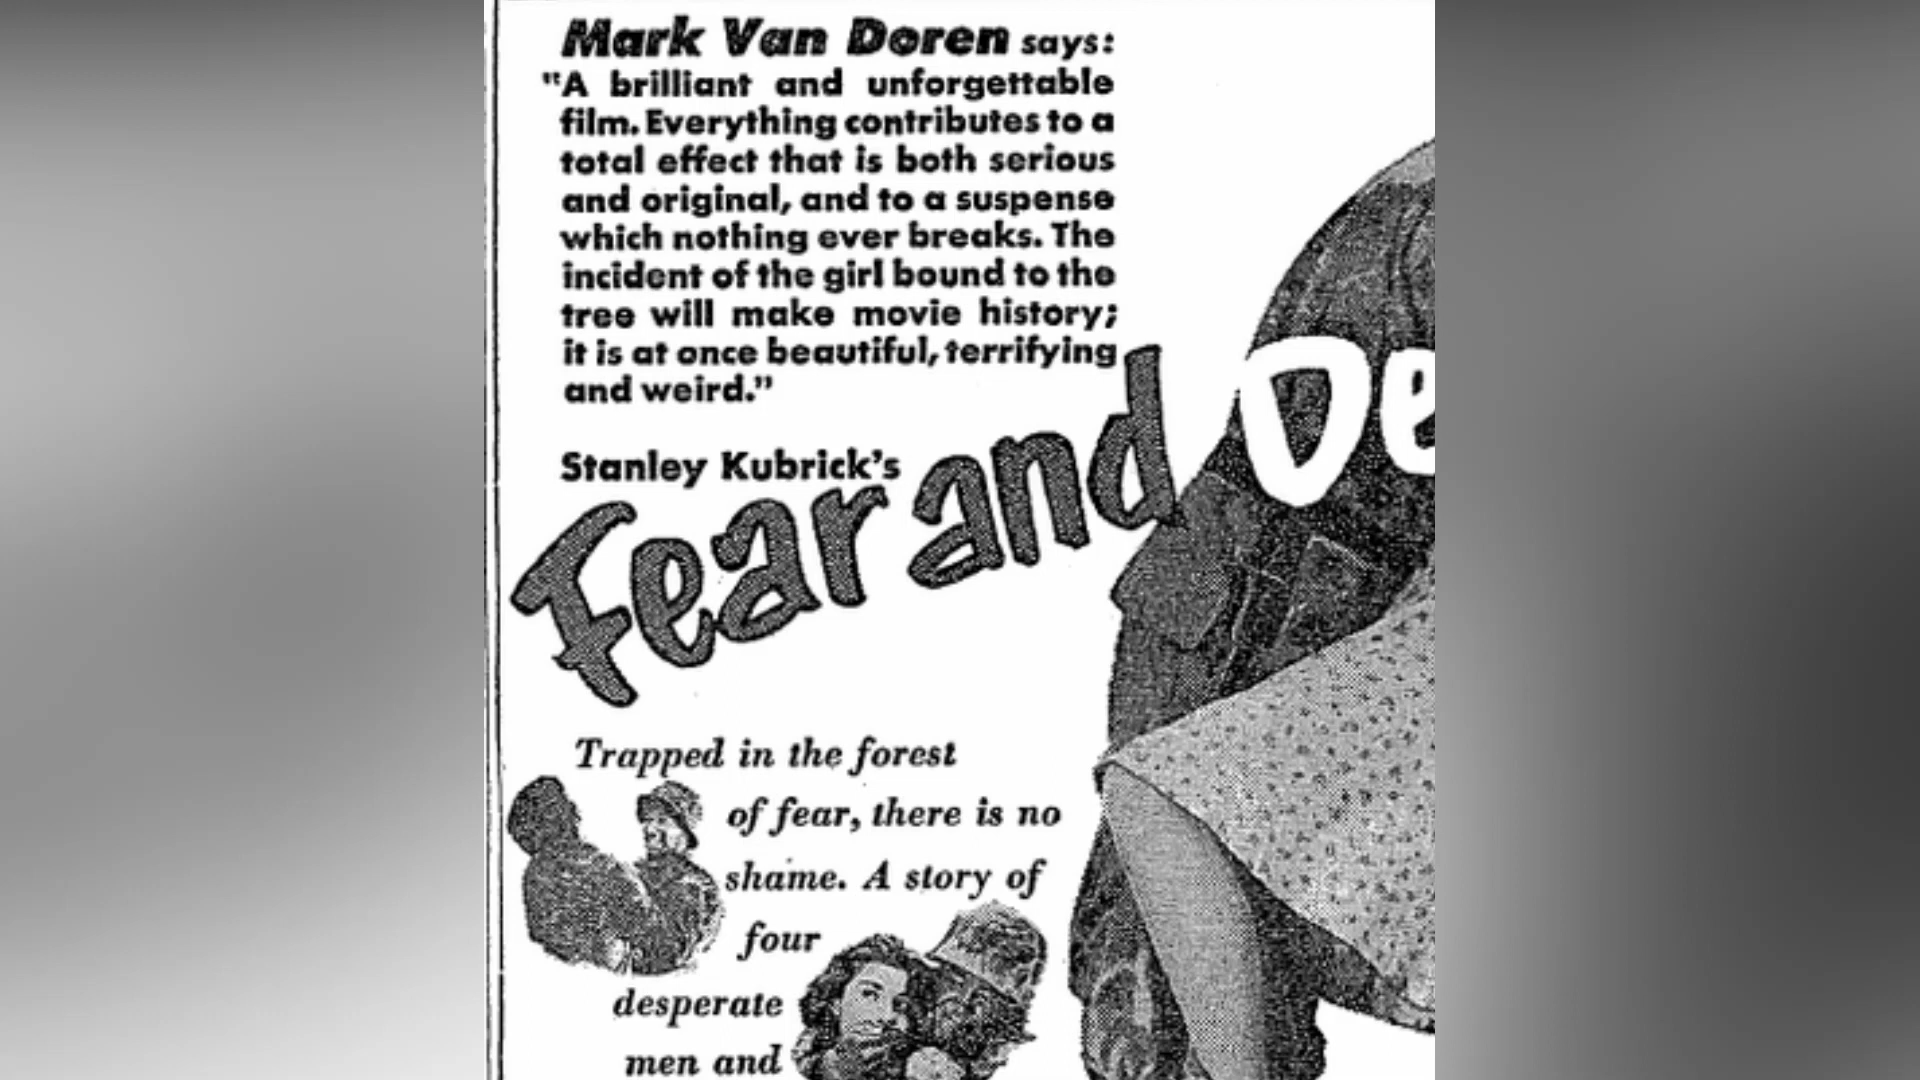 Mark Van Doren says:
"A brilliant and unforgettable
film. Everything contributes to a
total effect that is both serious
and original, and to a suspense
which nothing ever breaks. The
incident of the girl bound to the
tree will make movie history;
it is at once beautiful, terrifying
and weird."
Stanley Kubrick's
Fear and De
Trapped in the forest
of fear, there is no
shame. A story of
four
desperate
men and